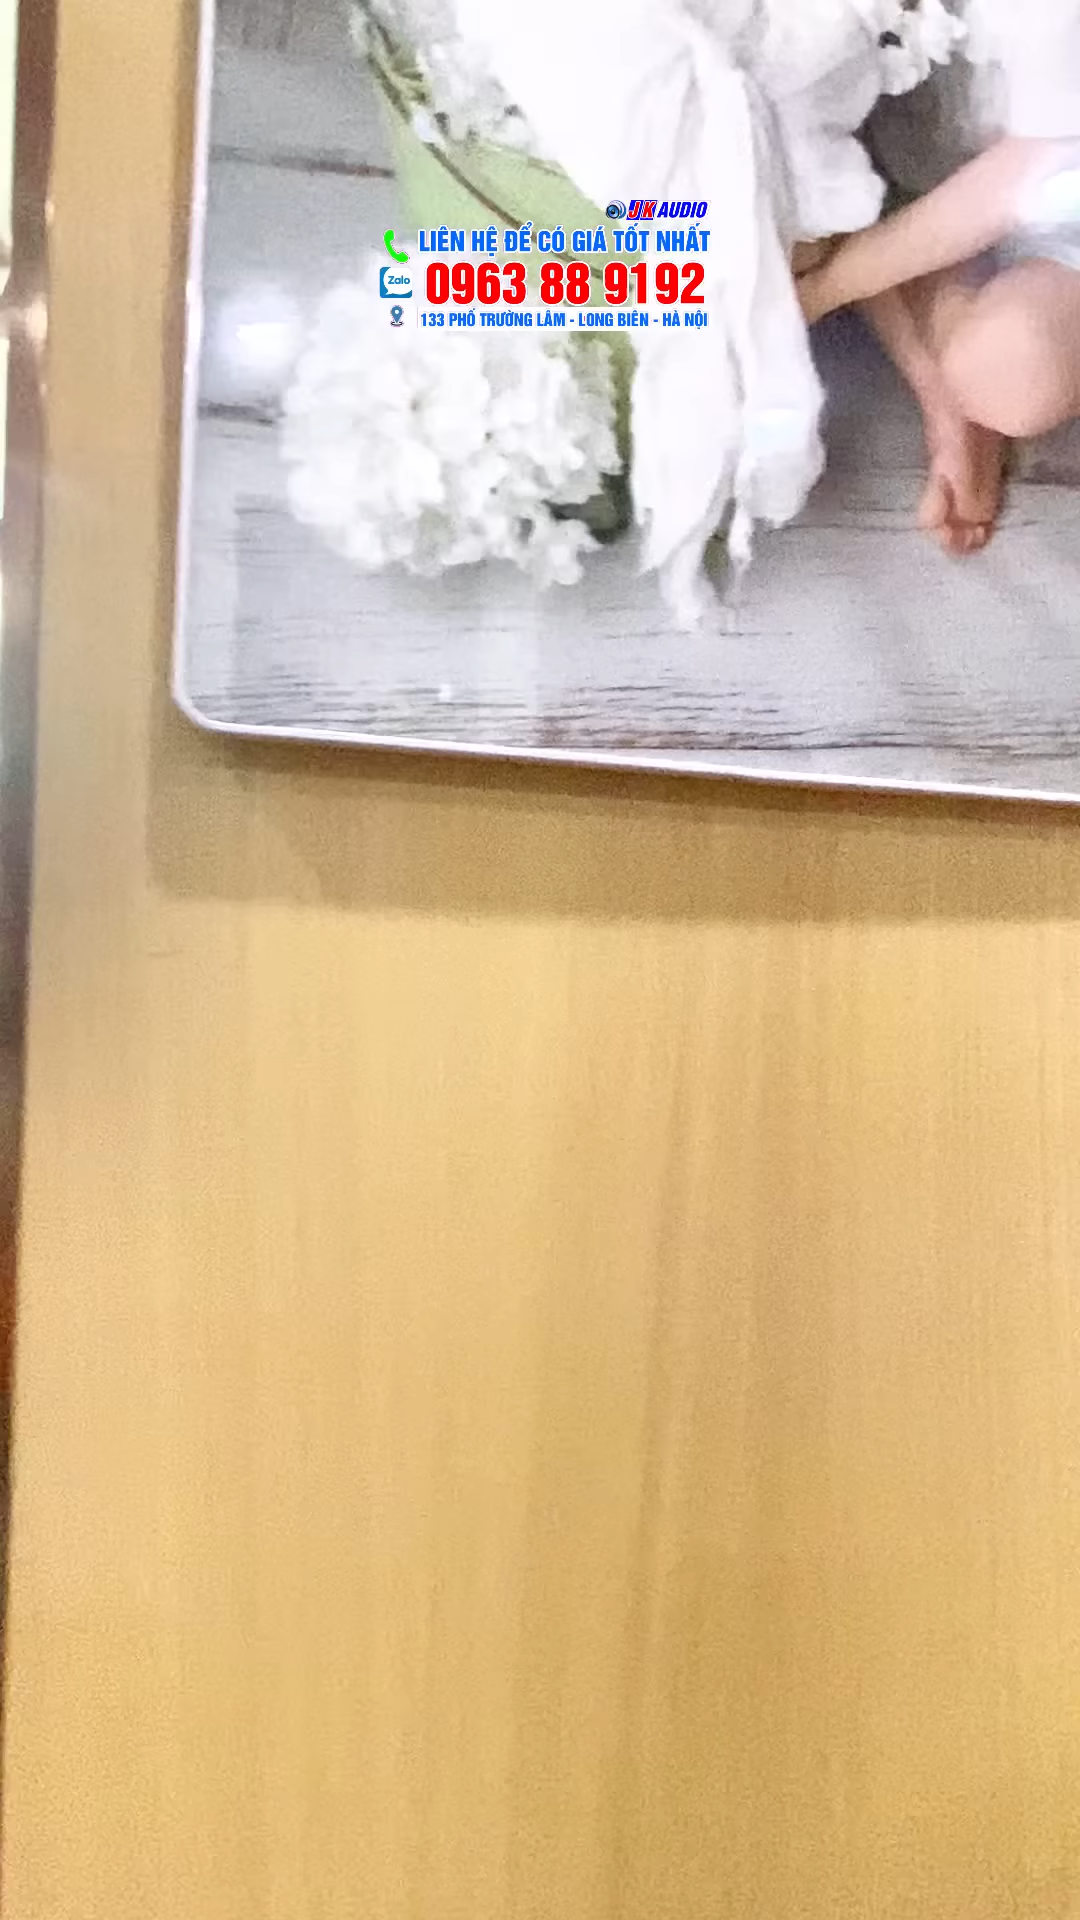 JK AUDIO
LIÊN HỆ ĐỂ CÓ GIÁ TỐT NHẤT
Zalo
0963 88 9192
133 PHỐ TRƯỜNG LÂM - LONG BIÊN - HÀ NỘI